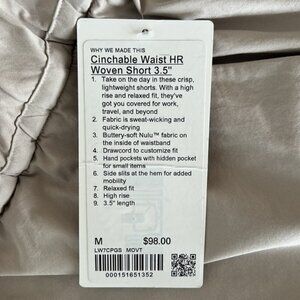 WHY WE MADE THIS
Cinchable Waist HR
Woven Short 3.5"
1. Take on the day in these crisp,
lightweight shorts. With a high
rise and relaxed fit, they've
got you covered for work,
travel, and beyond
2. Fabric is sweat-wicking and
quick-drying
3. Buttery-soft Nulu™ fabric on
the inside of waistband
4. Drawcord to customize fit
5. Hand pockets with hidden pocket
for small items
6. Side slits at the hem for added
mobility
7. Relaxed fit
8. High rise
9. 3.5" length
M $98.00
LW7CPGS MOVT
000151651352